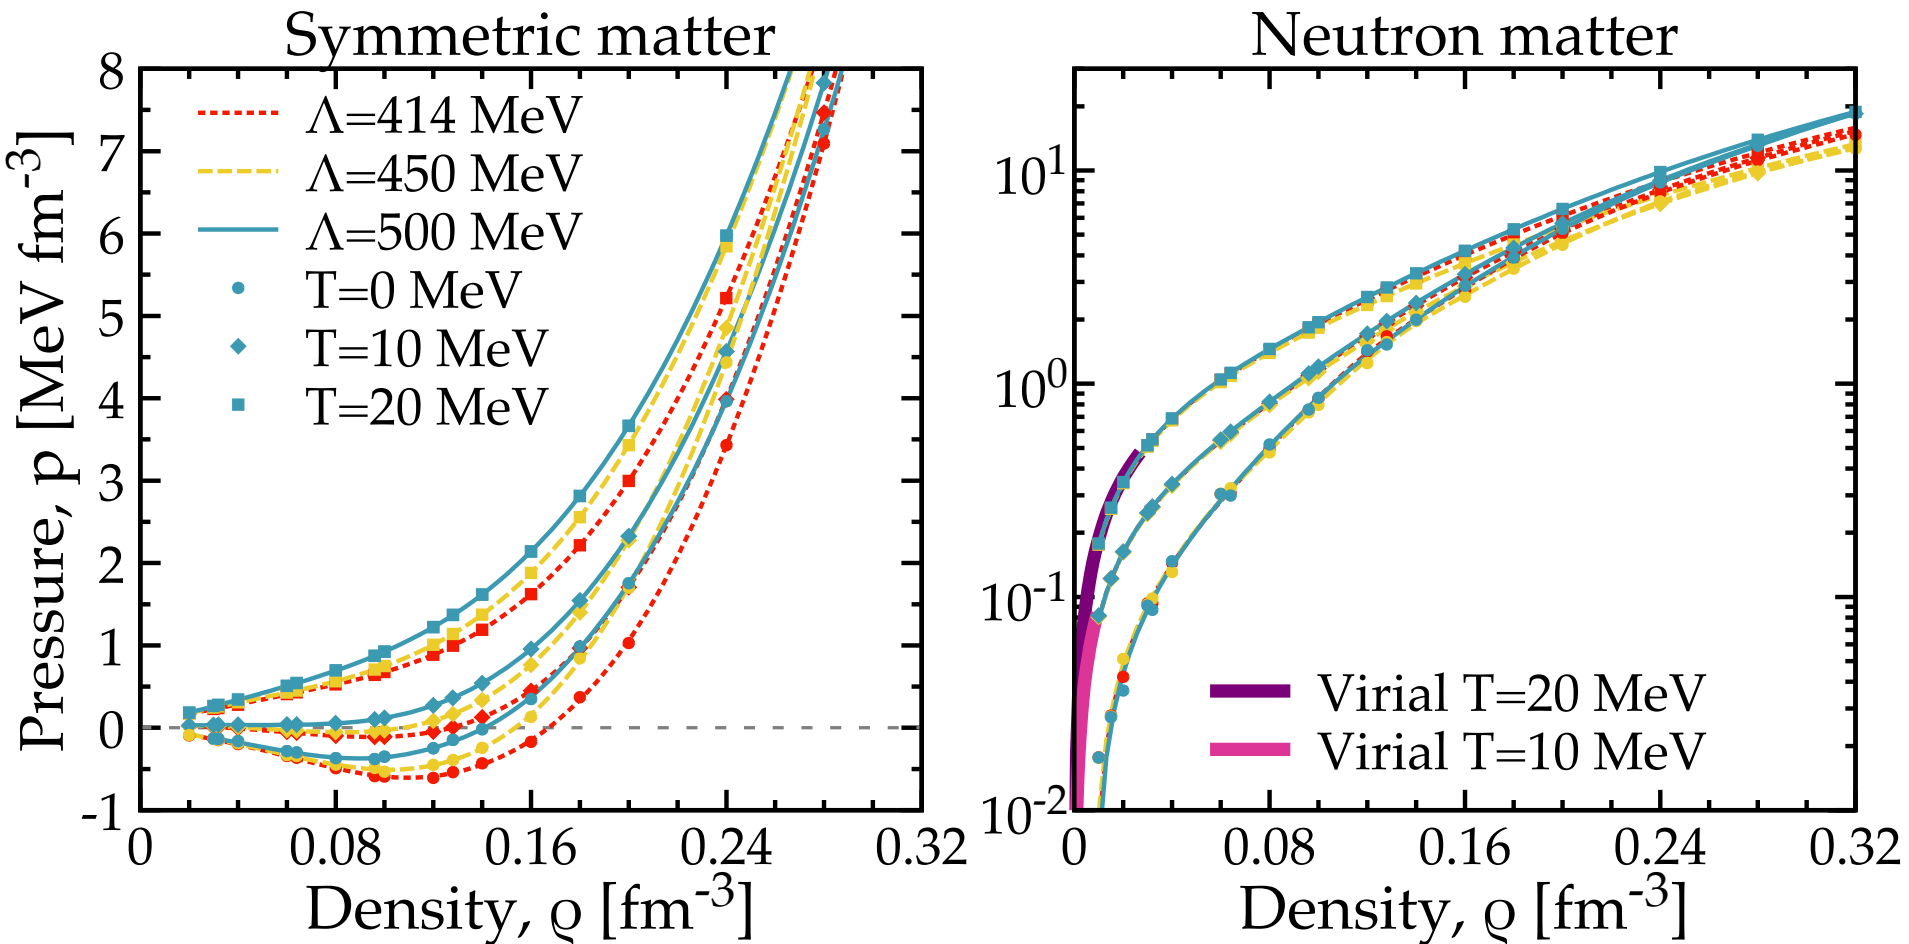 Symmetric matter
Pressure, p [MeV fm-3]
8
7
6
5
4
3
2
1
0
-1
Λ=414 MeV
Λ=450 MeV
Λ=500 MeV
T=0 MeV
T=10 MeV
T=20 MeV
0 0.08 0.16 0.24 0.32
Density, ϱ [fm-3]
Neutron matter
10^1
10^0
10^-1
10^-2
Virial T=20 MeV
Virial T=10 MeV
0 0.08 0.16 0.24 0.32
Density, ϱ [fm-3]